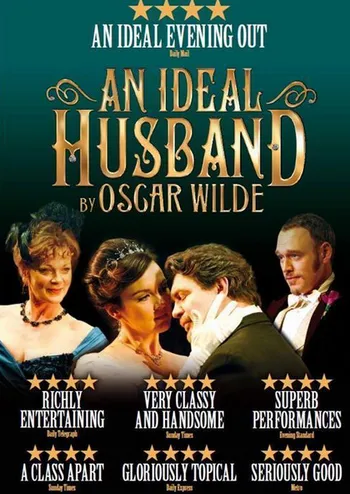 AN IDEAL EVENING OUT
Daily Mail
AN IDEAL
HUSBAND
BY OSCAR WILDE
RICHLY
ENTERTAINING
Daily Telegraph
VERY CLASSY
AND HANDSOME
Sunday Times
SUPERB
PERFORMANCES
Evening Standard
A CLASS APART
Sunday Times
GLORIOUSLY TOPICAL
Daily Express
SERIOUSLY GOOD
Metro